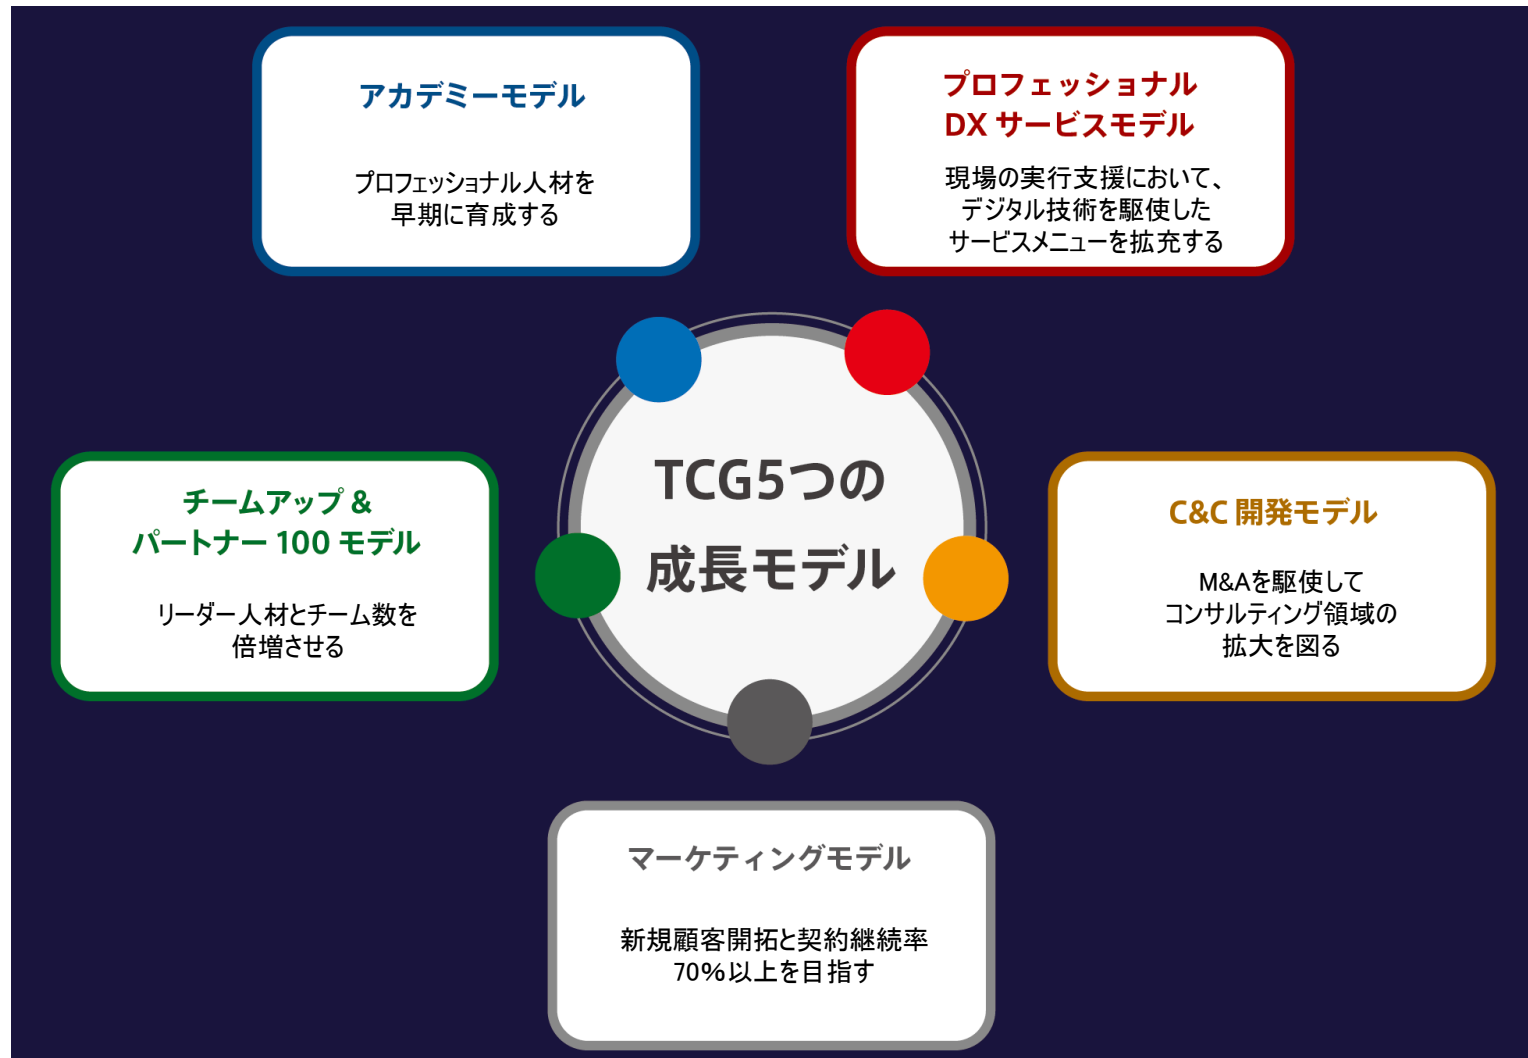 アカデミーモデル
プロフェッショナル人材を
早期に育成する
プロフェッショナル
DX サービスモデル
現場の実行支援において、
デジタル技術を駆使した
サービスメニューを拡充する
TCG5つの
成長モデル
チームアップ &
パートナー 100 モデル
リーダー人材とチーム数を
倍増させる
C&C 開発モデル
M&Aを駆使して
コンサルティング領域の
拡大を図る
マーケティングモデル
新規顧客開拓と契約継続率
70%以上を目指す